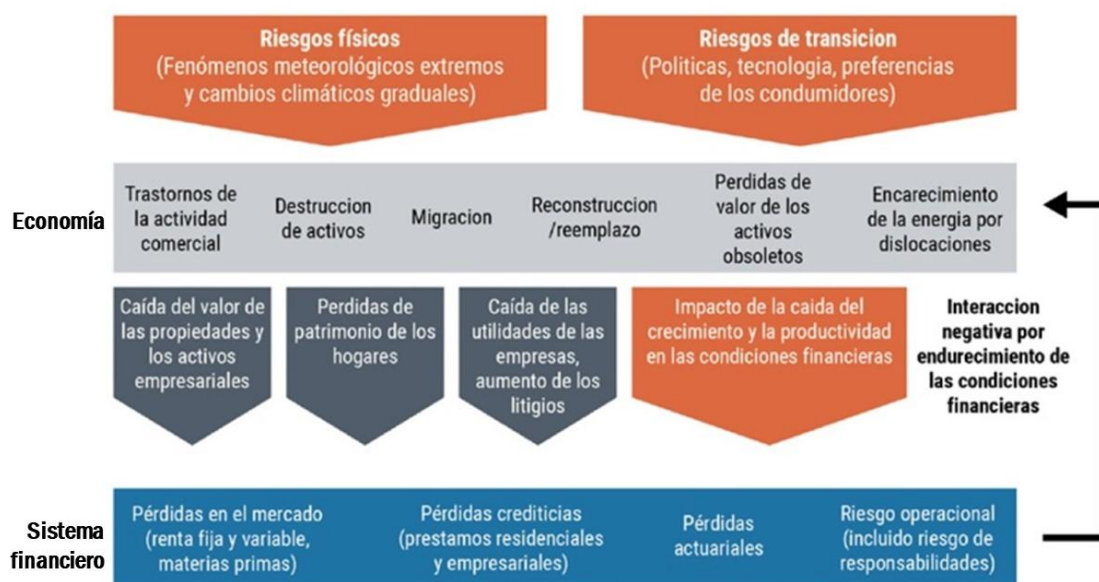 Riesgos físicos
(Fenómenos meteorológicos extremos
y cambios climáticos graduales)
Riesgos de transicion
(Politicas, tecnologia, preferencias
de los condumidores)
Economía
Trastornos de
la actividad
comercial
Destruccion
de activos
Migracion
Reconstruccion
/reemplazo
Perdidas de
valor de los
activos
obsoletos
Encarecimiento
de la energia por
dislocaciones
Caída del valor de
las propiedades y
los activos
empresariales
Perdidas de
patrimonio de los
hogares
Caída de las
utilidades de las
empresas,
aumento de los
litigios
Impacto de la caida del
crecimiento y la productividad
en las condiciones financieras
Interaccion
negativa por
endurecimiento de
las condiciones
financieras
Sistema
financiero
Pérdidas en el mercado
(renta fija y variable,
materias primas)
Pérdidas crediticias
(prestamos residenciales
y empresariales)
Pérdidas
actuariales
Riesgo operacional
(incluido riesgo de
responsabilidades)